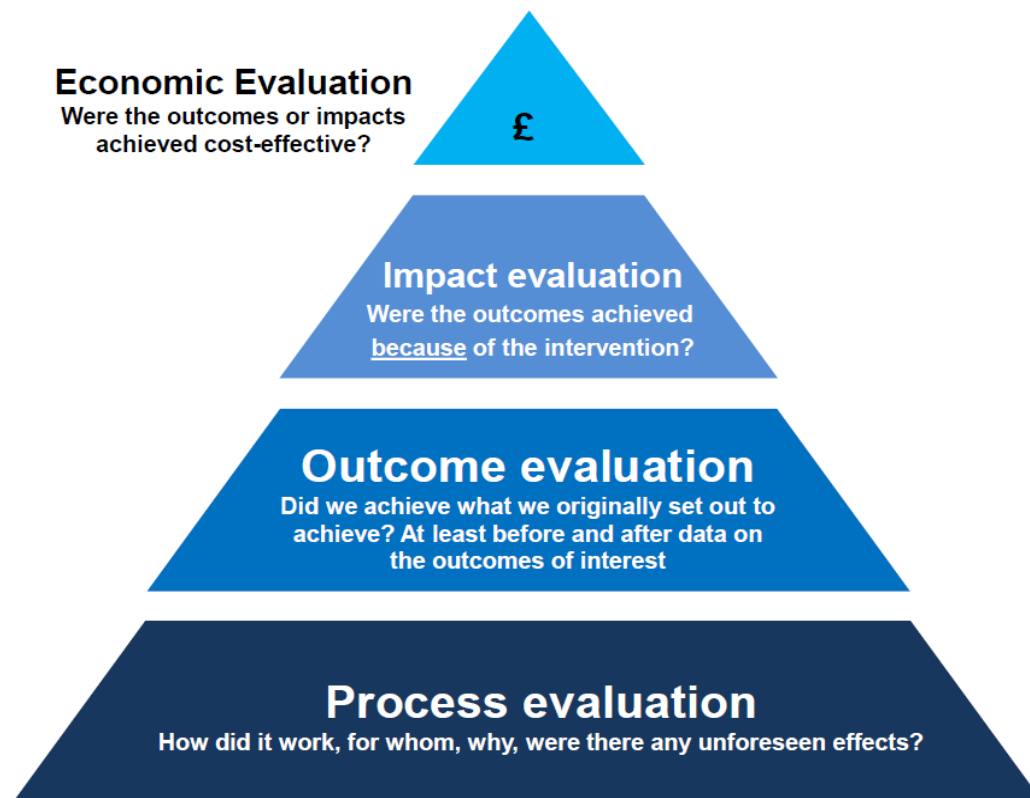 Economic Evaluation
Were the outcomes or impacts
achieved cost-effective?
£
Impact evaluation
Were the outcomes achieved
because of the intervention?
Outcome evaluation
Did we achieve what we originally set out to
achieve? At least before and after data on
the outcomes of interest
Process evaluation
How did it work, for whom, why, were there any unforeseen effects?